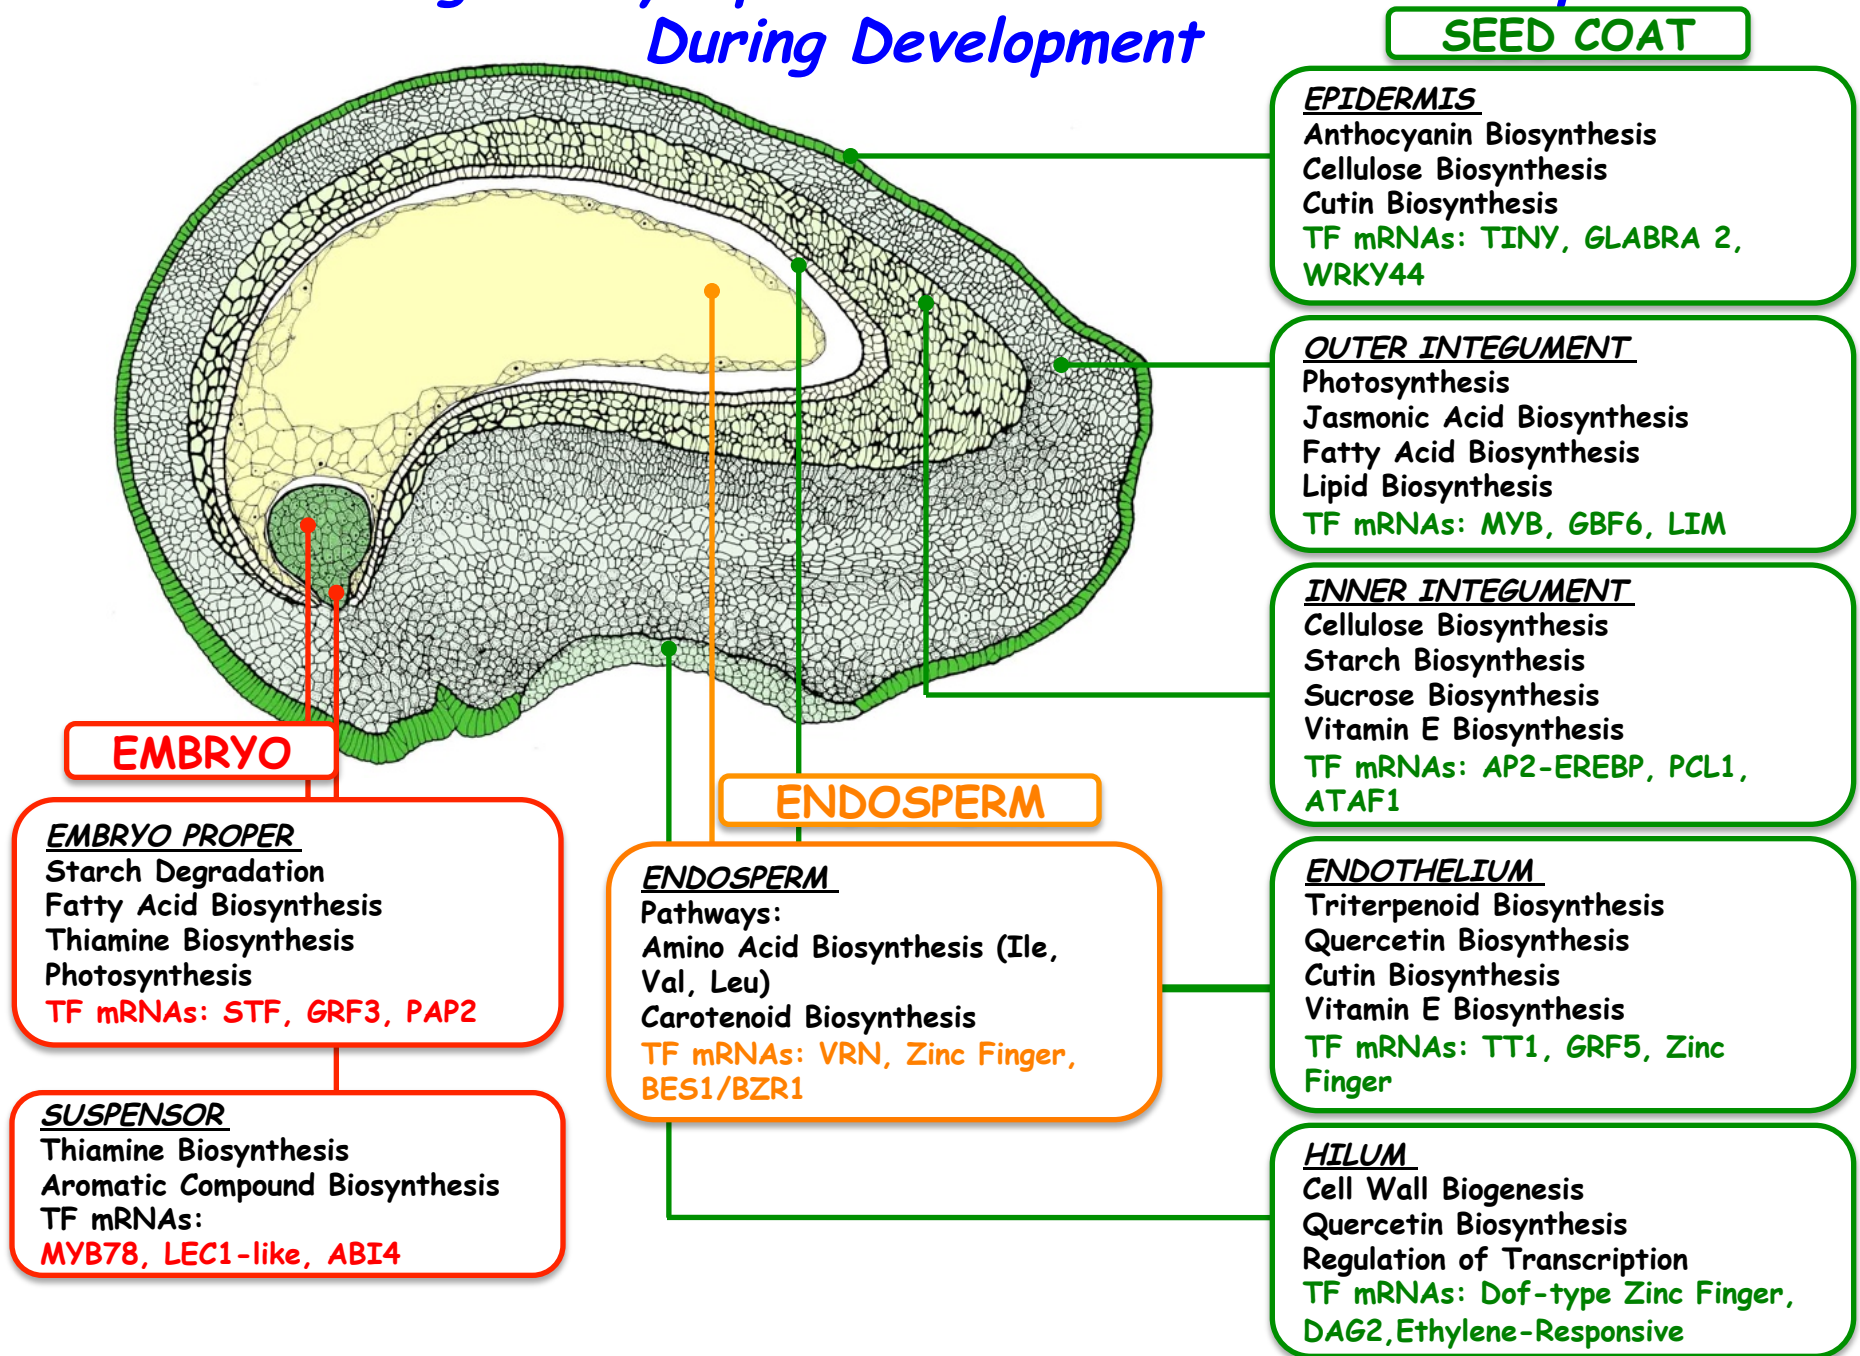 During Development
SEED COAT
EPIDERMIS
Anthocyanin Biosynthesis
Cellulose Biosynthesis
Cutin Biosynthesis
TF mRNAs: TINY, GLABRA 2,
WRKY44
OUTER INTEGUMENT
Photosynthesis
Jasmonic Acid Biosynthesis
Fatty Acid Biosynthesis
Lipid Biosynthesis
TF mRNAs: MYB, GBF6, LIM
INNER INTEGUMENT
Cellulose Biosynthesis
Starch Biosynthesis
Sucrose Biosynthesis
Vitamin E Biosynthesis
TF mRNAs: AP2-EREBP, PCL1,
ATAF1
EMBRYO
EMBRYO PROPER
Starch Degradation
Fatty Acid Biosynthesis
Thiamine Biosynthesis
Photosynthesis
TF mRNAs: STF, GRF3, PAP2
SUSPENSOR
Thiamine Biosynthesis
Aromatic Compound Biosynthesis
TF mRNAs:
MYB78, LEC1-like, ABI4
ENDOSPERM
ENDOSPERM
Pathways:
Amino Acid Biosynthesis (Ile,
Val, Leu)
Carotenoid Biosynthesis
TF mRNAs: VRN, Zinc Finger,
BES1/BZR1
ENDOTHELIUM
Triterpenoid Biosynthesis
Quercetin Biosynthesis
Cutin Biosynthesis
Vitamin E Biosynthesis
TF mRNAs: TT1, GRF5, Zinc
Finger
HILUM
Cell Wall Biogenesis
Quercetin Biosynthesis
Regulation of Transcription
TF mRNAs: Dof-type Zinc Finger,
DAG2,Ethylene-Responsive